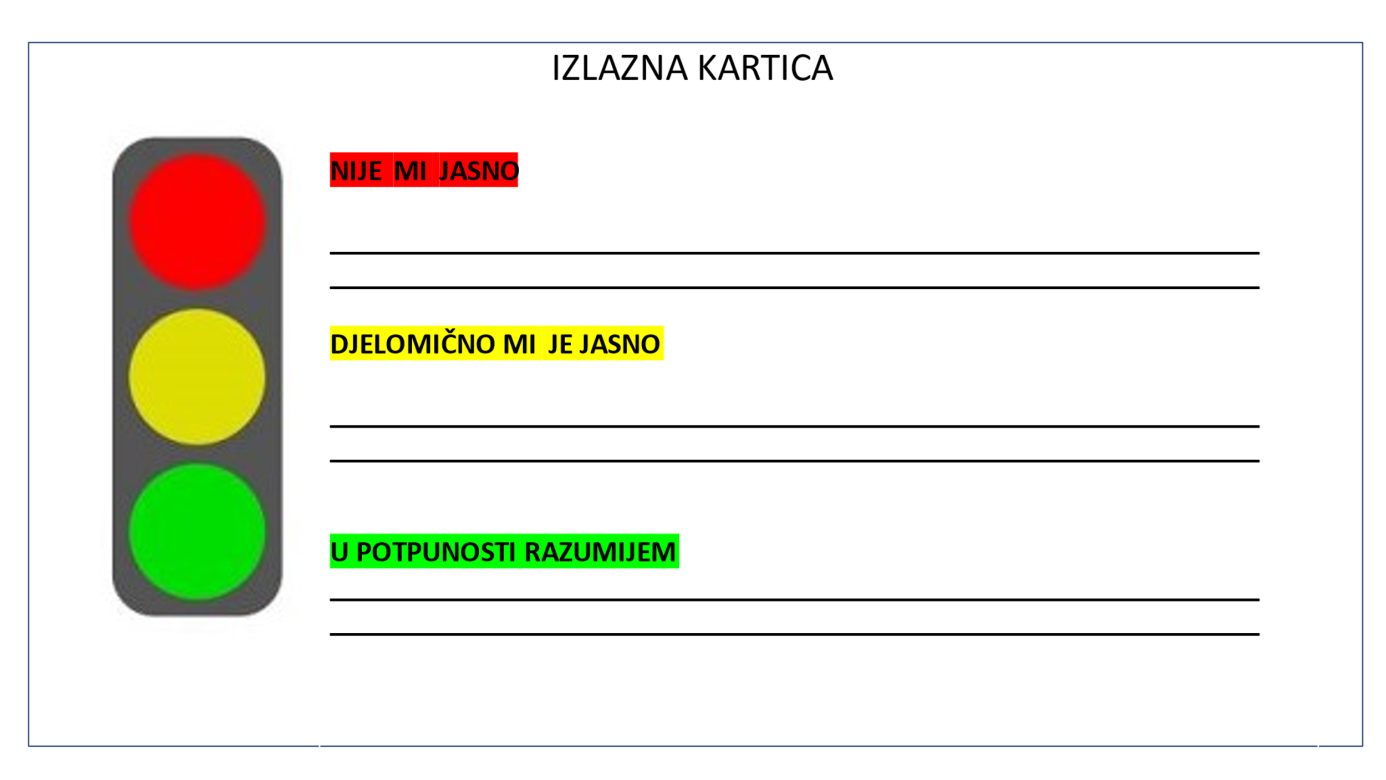 IZLAZNA KARTICA
NIJE MI JASNO
DJELOMIČNO MI JE JASNO
U POTPUNOSTI RAZUMIJEM